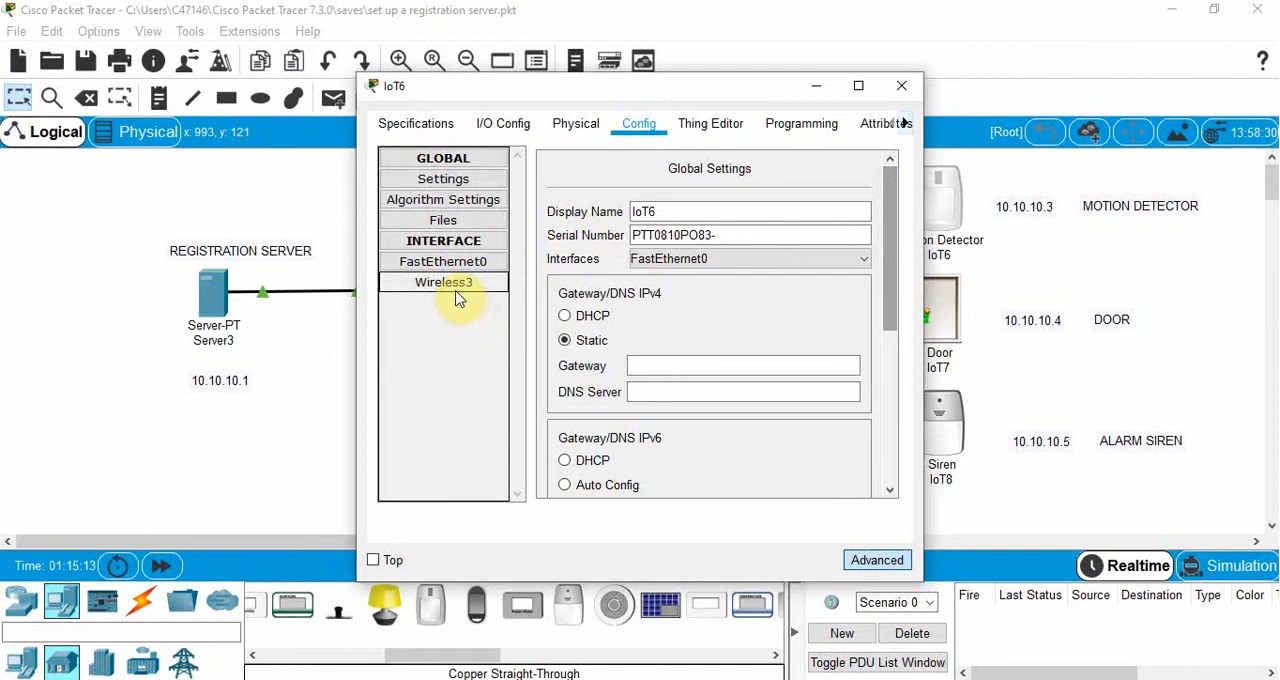 Cisco Packet Tracer - C:\Users\C47146\Cisco Packet Tracer 7.3.0\saves\set up a registration server.pkt
File Edit Options View Tools Extensions Help
Logical Physical x: 993, y: 121 [Root] 13:58:30
IoT6
Specifications I/O Config Physical Config Thing Editor Programming Attributes
GLOBAL
Settings
Algorithm Settings
Files
INTERFACE
FastEthernet0
Wireless3
Global Settings
Display Name IoT6
Serial Number PTT0810PO83-
Interfaces FastEthernet0
Gateway/DNS IPv4
DHCP
Static
Gateway
DNS Server
Gateway/DNS IPv6
DHCP
Auto Config
Top
Advanced
REGISTRATION SERVER
Server-PT
Server3
10.10.10.1
10.10.10.3 MOTION DETECTOR
on Detector
IoT6
10.10.10.4 DOOR
Door
IoT7
10.10.10.5 ALARM SIREN
Siren
IoT8
Time: 01:15:13
Realtime Simulation
Scenario 0
New Delete
Toggle PDU List Window
Fire Last Status Source Destination Type Color
Copper Straight-Through